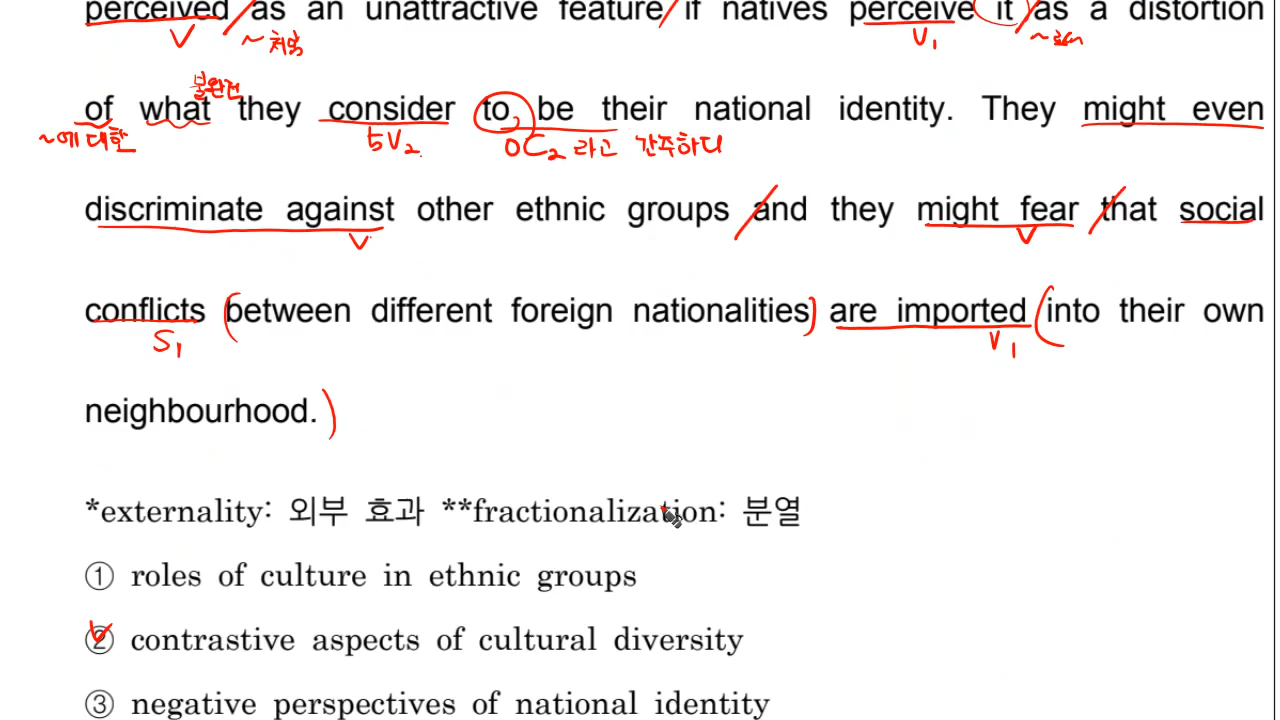 perceived as an unattractive feature if natives perceive it as a distortion
V ~처럼 V₁ ~로서
불완전
of what they consider to be their national identity. They might even
~에 대한 5V₂ OC₂ 라고 간주하다
discriminate against other ethnic groups and they might fear that social
V V
conflicts (between different foreign nationalities) are imported (into their own
S₁ V₁
neighbourhood.)
*externality: 외부 효과 **fractionalization: 분열
① roles of culture in ethnic groups
② contrastive aspects of cultural diversity
③ negative perspectives of national identity